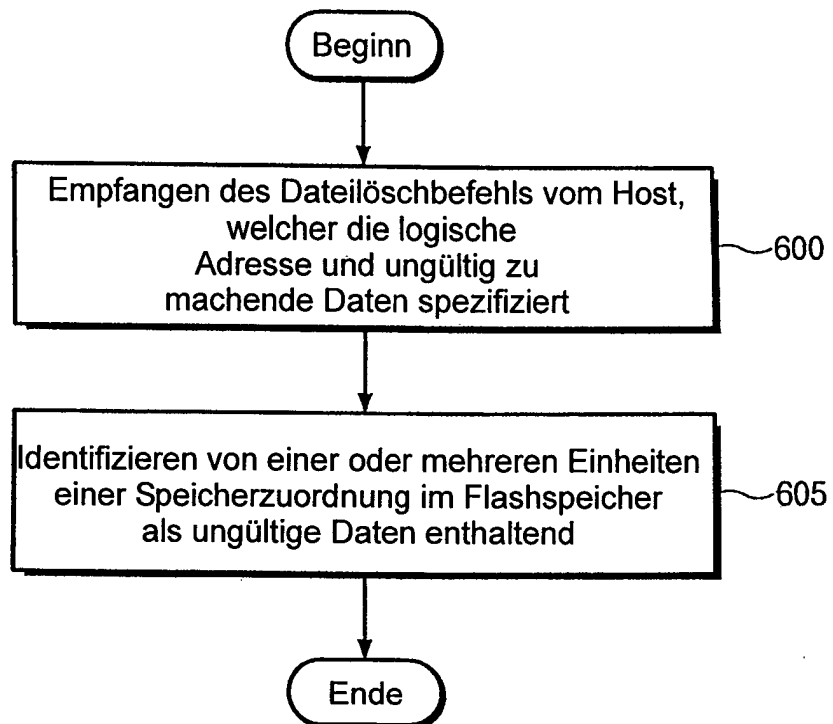 Beginn
Empfangen des Dateilöschbefehls vom Host,
welcher die logische
Adresse und ungültig zu
machende Daten spezifiziert
600
Identifizieren von einer oder mehreren Einheiten
einer Speicherzuordnung im Flashspeicher
als ungültige Daten enthaltend
605
Ende